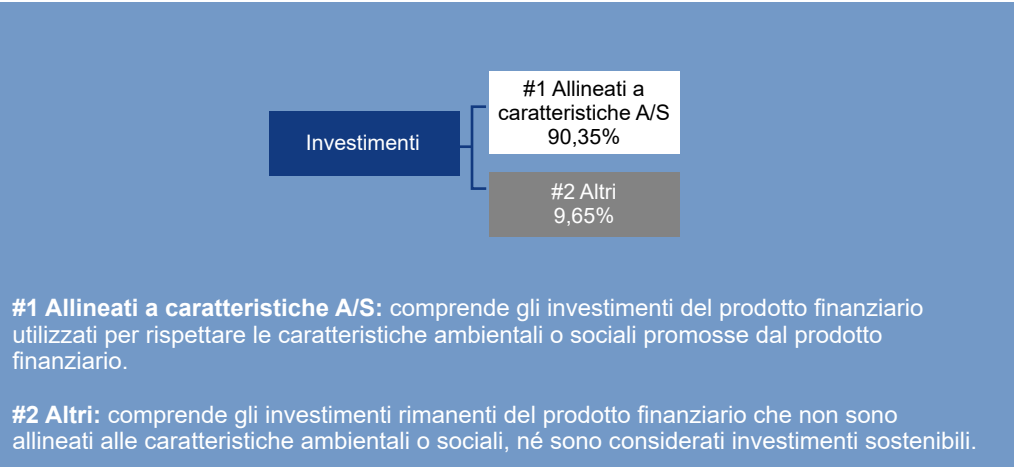 #1 Allineati a
caratteristiche A/S
90,35%
Investimenti
#2 Altri
9,65%
#1 Allineati a caratteristiche A/S: comprende gli investimenti del prodotto finanziario
utilizzati per rispettare le caratteristiche ambientali o sociali promosse dal prodotto
finanziario.
#2 Altri: comprende gli investimenti rimanenti del prodotto finanziario che non sono
allineati alle caratteristiche ambientali o sociali, né sono considerati investimenti sostenibili.